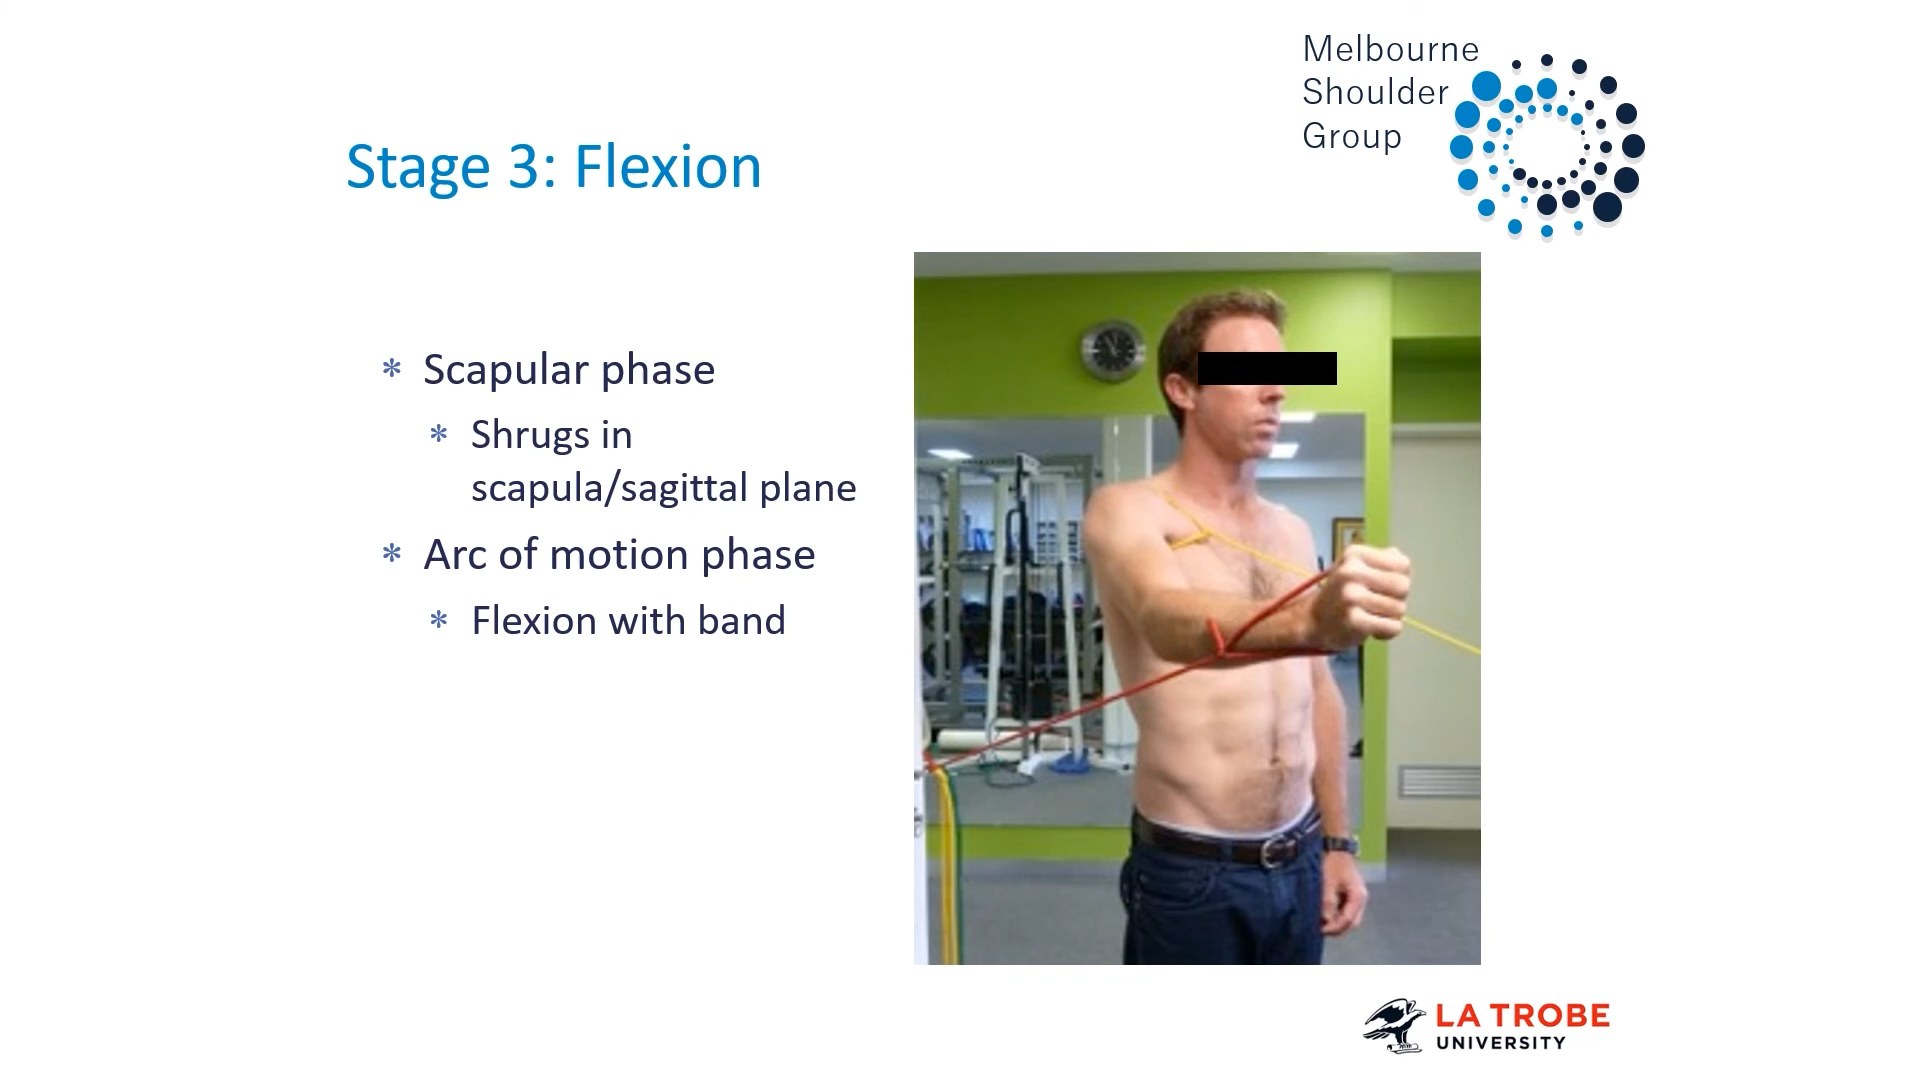 Melbourne
Shoulder
Group
Stage 3: Flexion
* Scapular phase
* Shrugs in
scapula/sagittal plane
* Arc of motion phase
* Flexion with band
LA TROBE
UNIVERSITY